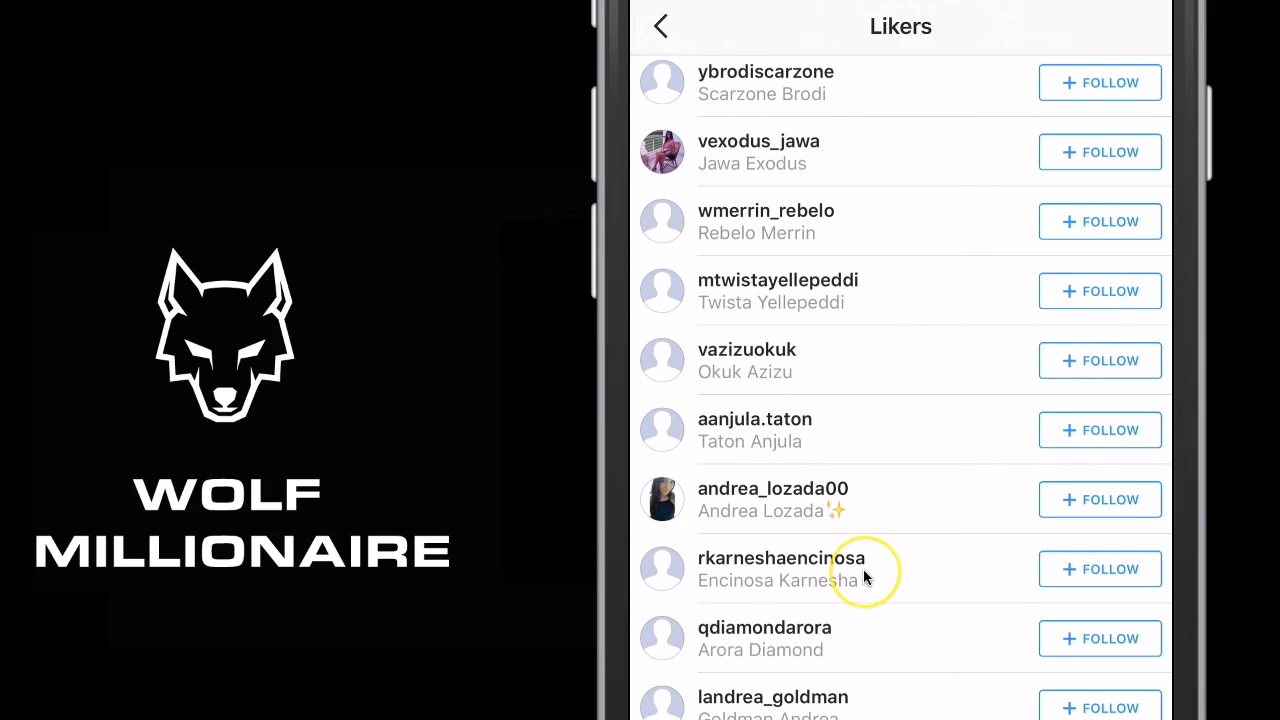 WOLF
MILLIONAIRE
Likers
ybrodiscarzone
Scarzone Brodi
+ FOLLOW
vexodus_jawa
Jawa Exodus
+ FOLLOW
wmerrin_rebelo
Rebelo Merrin
+ FOLLOW
mtwistayellepeddi
Twista Yellepeddi
+ FOLLOW
vazizuokuk
Okuk Azizu
+ FOLLOW
aanjula.taton
Taton Anjula
+ FOLLOW
andrea_lozada00
Andrea Lozada✨
+ FOLLOW
rkarneshaencinosa
Encinosa Karnesha
+ FOLLOW
qdiamondarora
Arora Diamond
+ FOLLOW
landrea_goldman
Goldman Andrea
+ FOLLOW